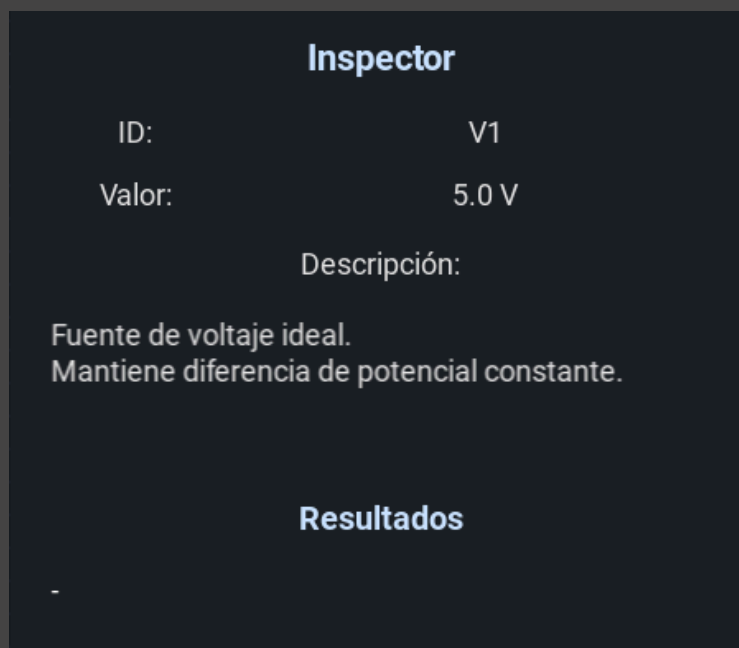 Inspector
ID: V1
Valor: 5.0 V
Descripción:
Fuente de voltaje ideal.
Mantiene diferencia de potencial constante.
Resultados
-